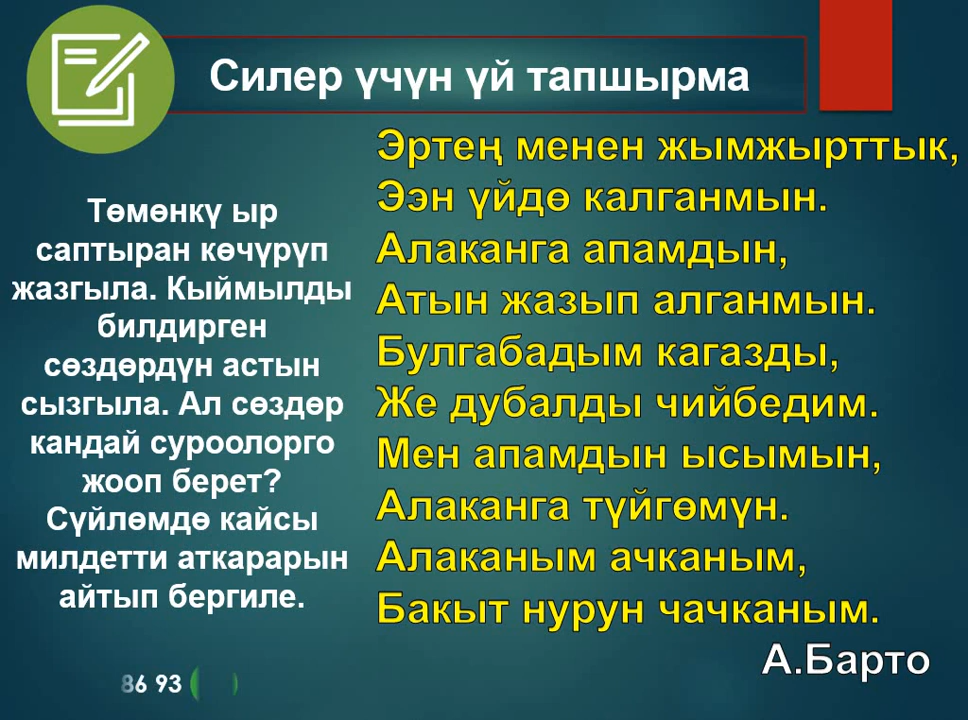 Силер үчүн үй тапшырма
Төмөнкү ыр
саптыран көчүрүп
жазгыла. Кыймылды
билдирген
сөздөрдүн астын
сызгыла. Ал сөздөр
кандай суроолорго
жооп берет?
Сүйлөмдө кайсы
милдетти аткарарын
айтып бергиле.
Эртең менен жымжырттык,
Ээн үйдө калганмын.
Алаканга апамдын,
Атын жазып алганмын.
Булгабадым кагазды,
Же дубалды чийбедим.
Мен апамдын ысымын,
Алаканга түйгөмүн.
Алаканым ачканым,
Бакыт нурун чачканым.
А.Барто
86 93